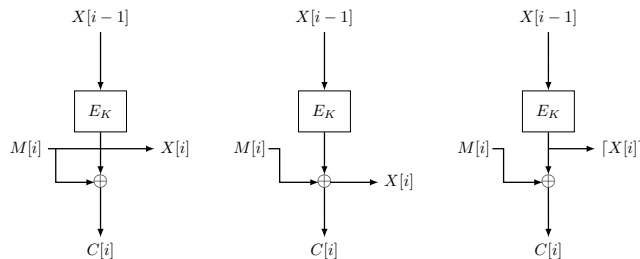 X[i − 1] X[i − 1] X[i − 1]
E_K E_K E_K
M[i] X[i] M[i] M[i] ⌈X[i]⌉
X[i]
C[i] C[i] C[i]